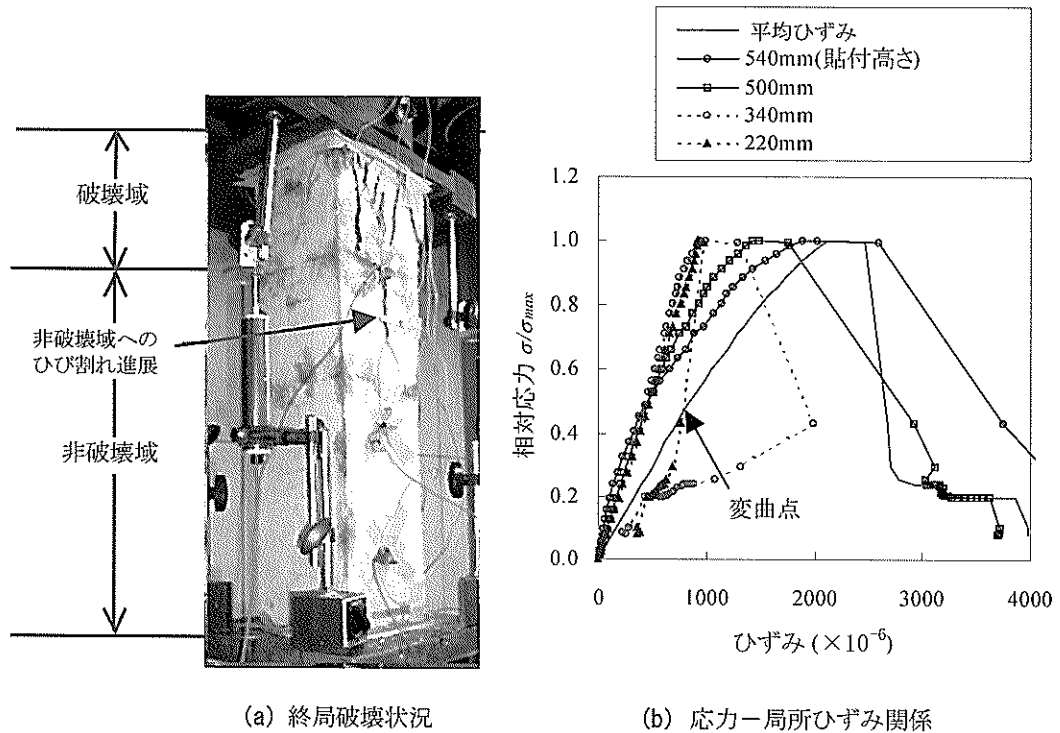 破壊域
非破壊域への
ひび割れ進展
非破壊域
(a) 終局破壊状況
平均ひずみ
540mm(貼付高さ)
500mm
340mm
220mm
相対応力 σ/σmax
1.2
1.0
0.8
0.6
0.4
0.2
0.0
変曲点
0 1000 2000 3000 4000
ひずみ (×10⁻⁶)
(b) 応力－局所ひずみ関係